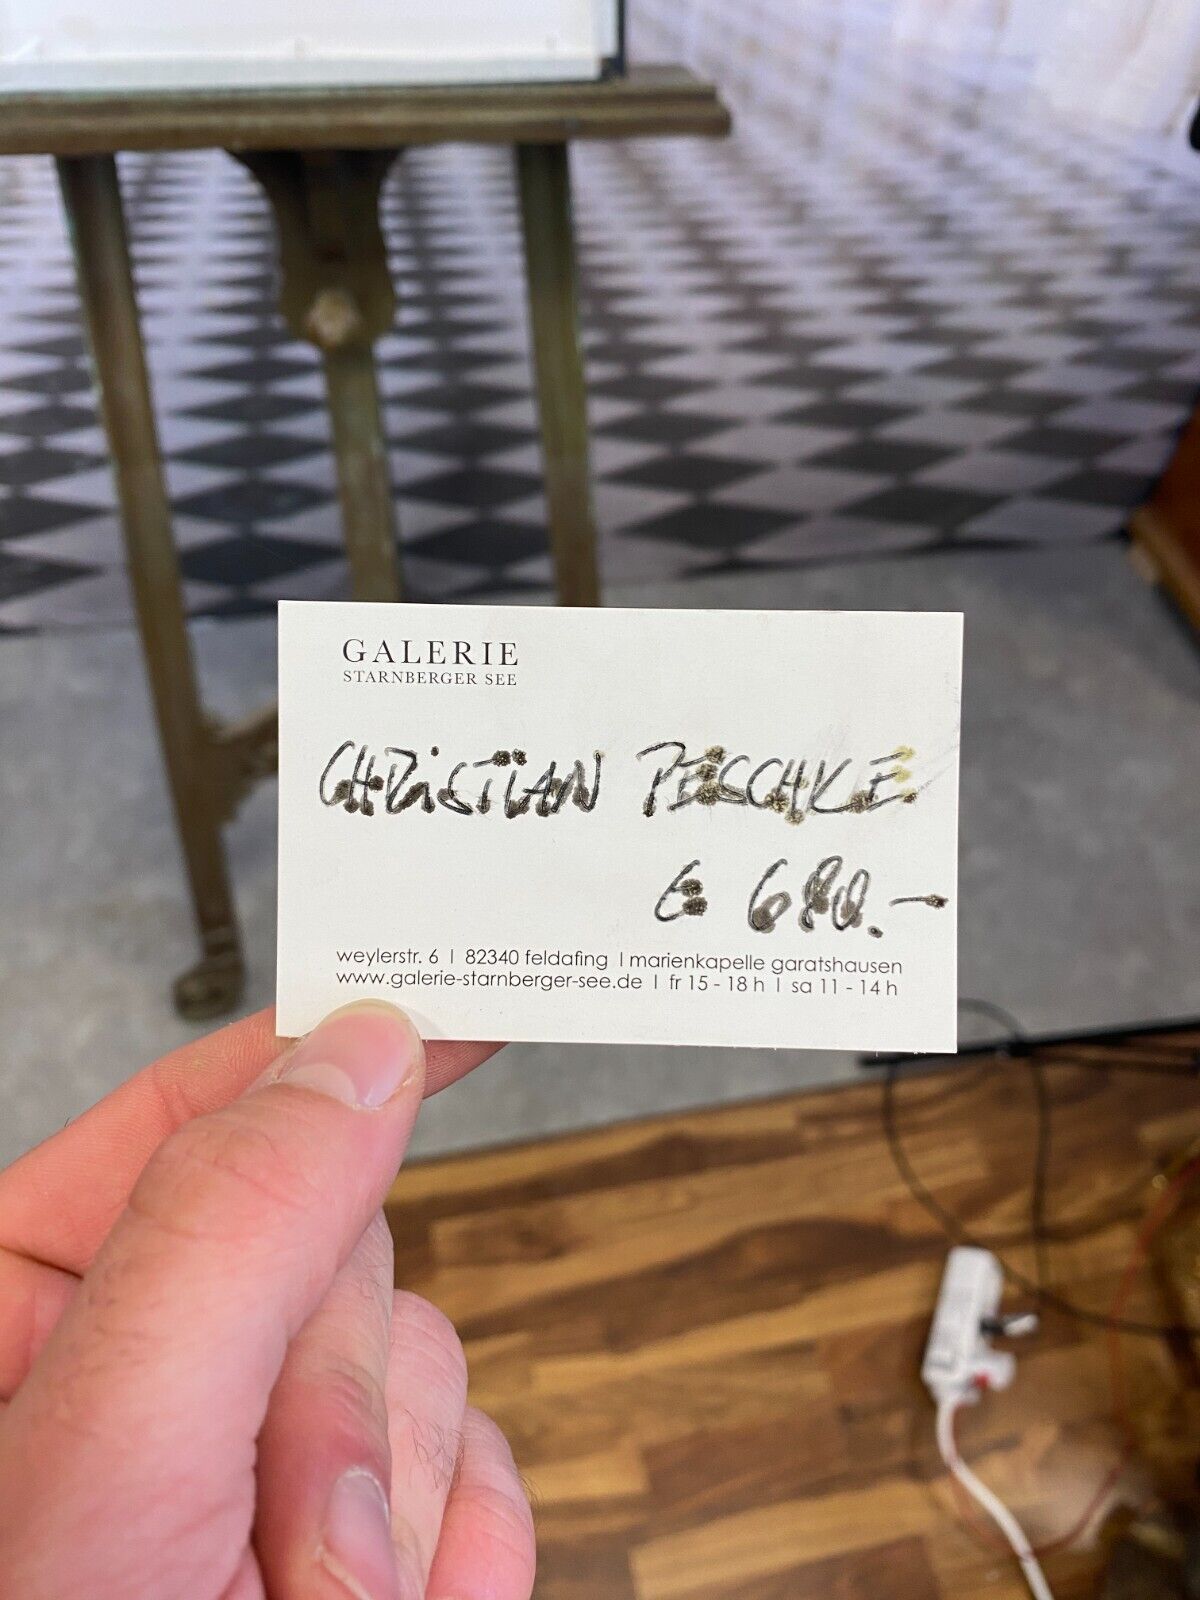 GALERIE
STARNBERGER SEE
CHRiSTIAN PESCHKE
€ 680.-
weylerstr. 6 | 82340 feldafing | marienkapelle garatshausen
www.galerie-starnberger-see.de | fr 15 - 18 h | sa 11 - 14 h